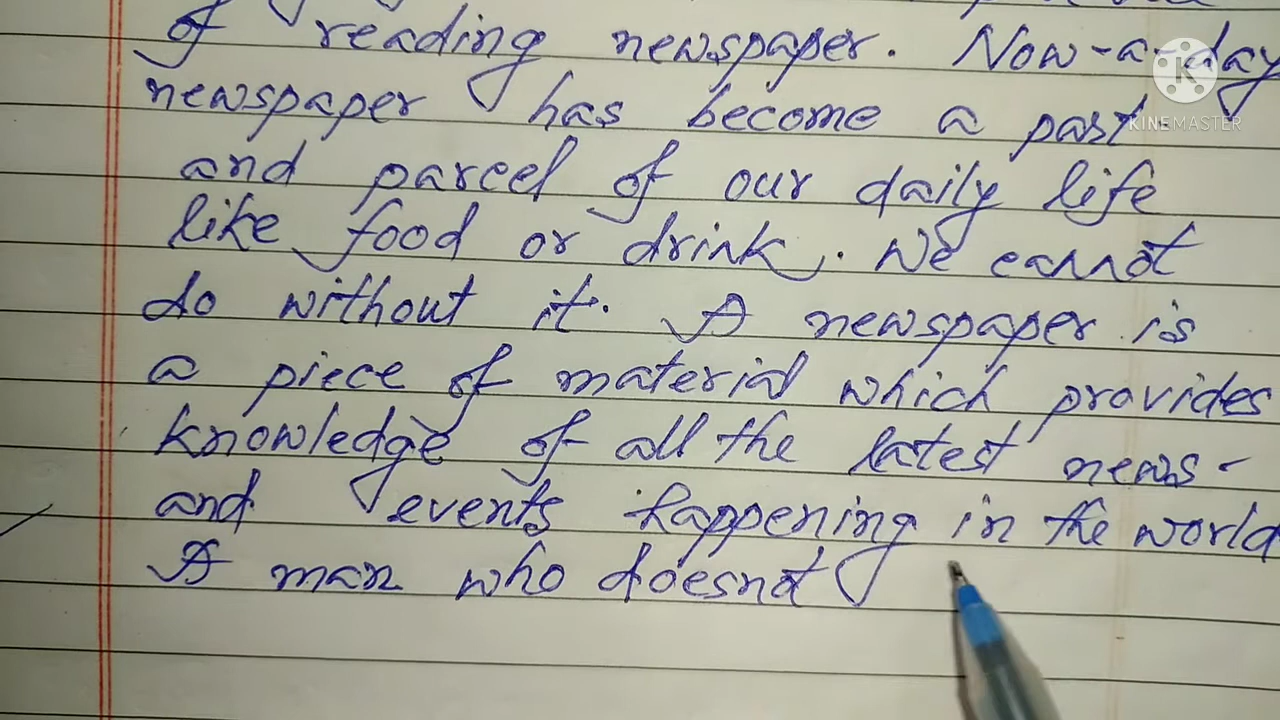 of reading newspaper. Now-a-day
newspaper has become a part
and parcel of our daily life
like food or drink. We cannot
do without it. A newspaper is
a piece of material which provides
knowledge of all the latest news-
and events happening in the world
A man who doesnot
KINEMASTER